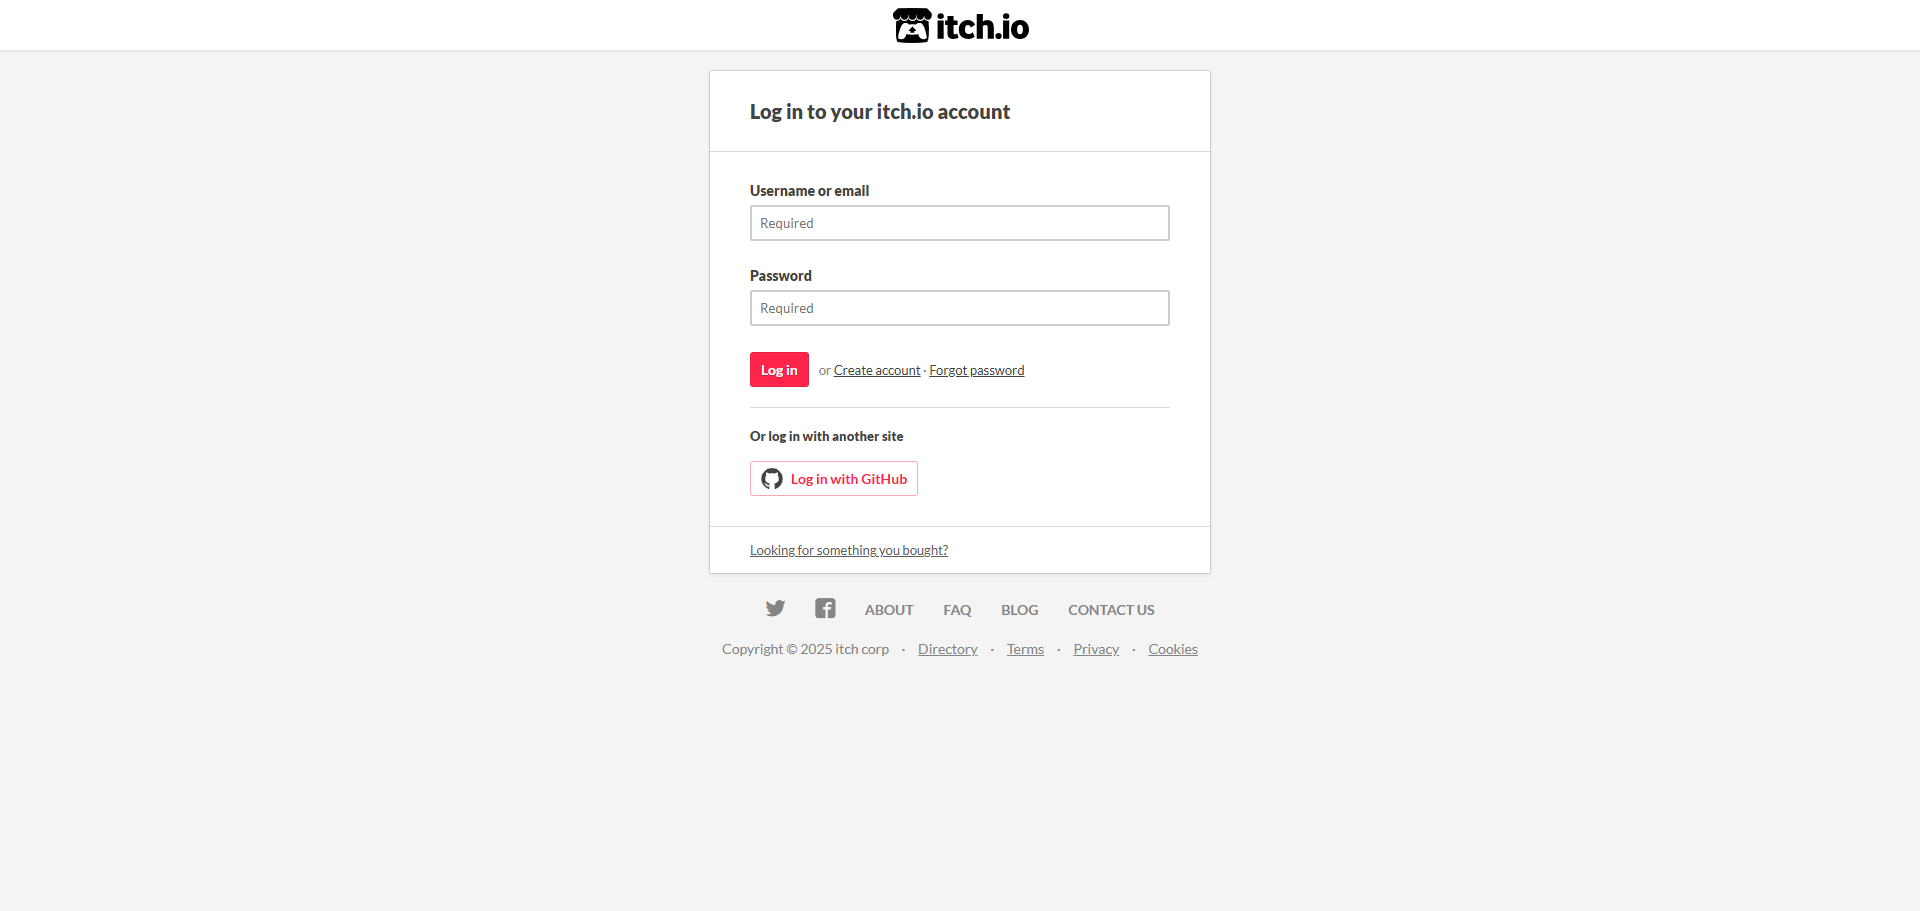 itch.io
Log in to your itch.io account
Username or email
Required
Password
Required
Log in or Create account · Forgot password
Or log in with another site
Log in with GitHub
Looking for something you bought?
ABOUT FAQ BLOG CONTACT US
Copyright © 2025 itch corp · Directory · Terms · Privacy · Cookies